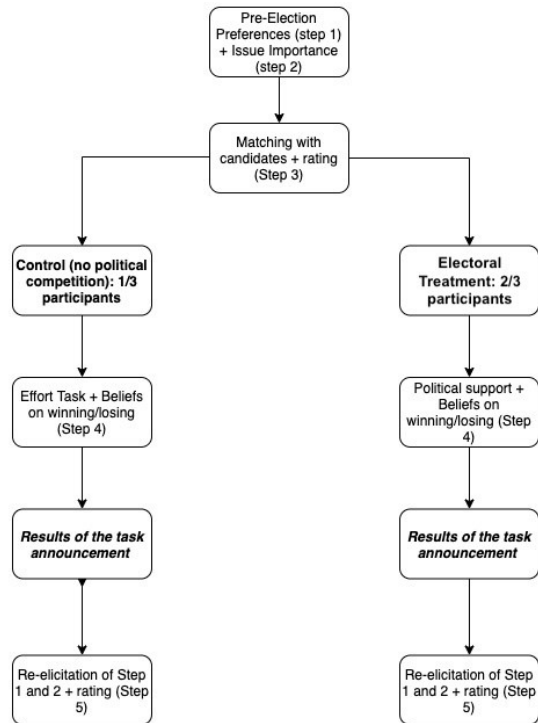 Pre-Election
Preferences (step 1)
+ Issue Importance
(step 2)
Matching with
candidates + rating
(Step 3)
Control (no political
competition): 1/3
participants
Electoral
Treatment: 2/3
participants
Effort Task + Beliefs
on winning/losing
(Step 4)
Political support +
Beliefs on
winning/losing (Step
4)
Results of the task
announcement
Results of the task
announcement
Re-elicitation of Step
1 and 2 + rating (Step
5)
Re-elicitation of Step
1 and 2 + rating (Step
5)